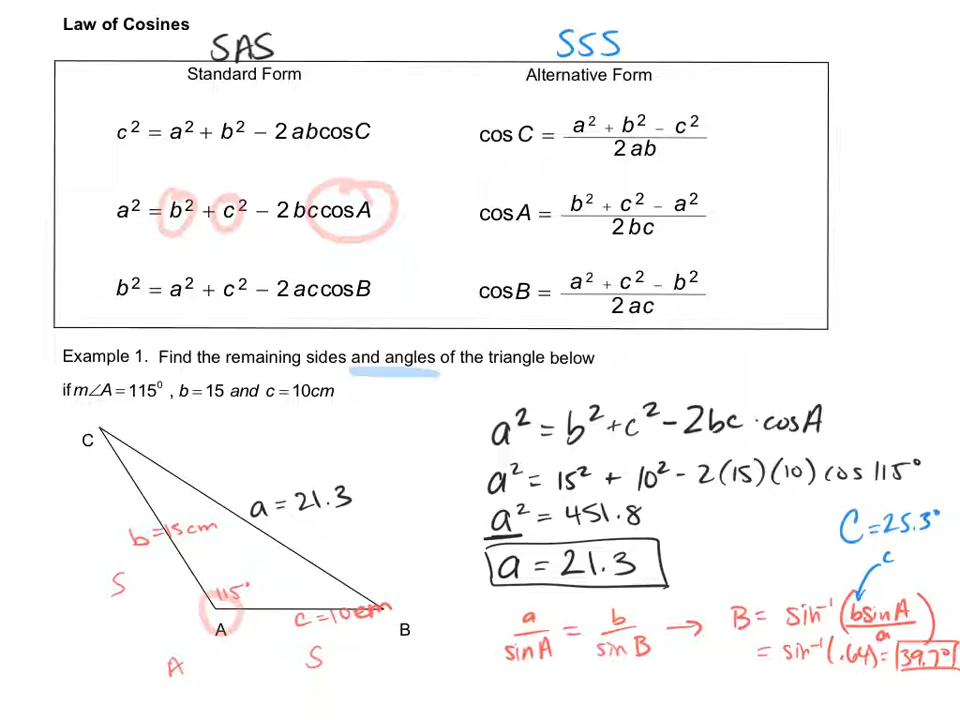 Law of Cosines
SAS SSS
Standard Form Alternative Form
c² = a² + b² − 2abcosC cosC = (a² + b² − c²)/(2ab)
a² = b² + c² − 2bccosA cosA = (b² + c² − a²)/(2bc)
b² = a² + c² − 2accosB cosB = (a² + c² − b²)/(2ac)
Example 1. Find the remaining sides and angles of the triangle below
if m∠A = 115⁰ , b = 15 and c = 10cm
C
a = 21.3
b = 15cm
S
115°
c = 10cm
A
B
A
S
a² = b² + c² − 2bc · cosA
a² = 15² + 10² − 2(15)(10) cos 115°
a² = 451.8
a = 21.3
C = 25.3°
c
a/sinA = b/sinB → B = sin⁻¹(bsinA/a)
= sin⁻¹(.64) = 39.7°